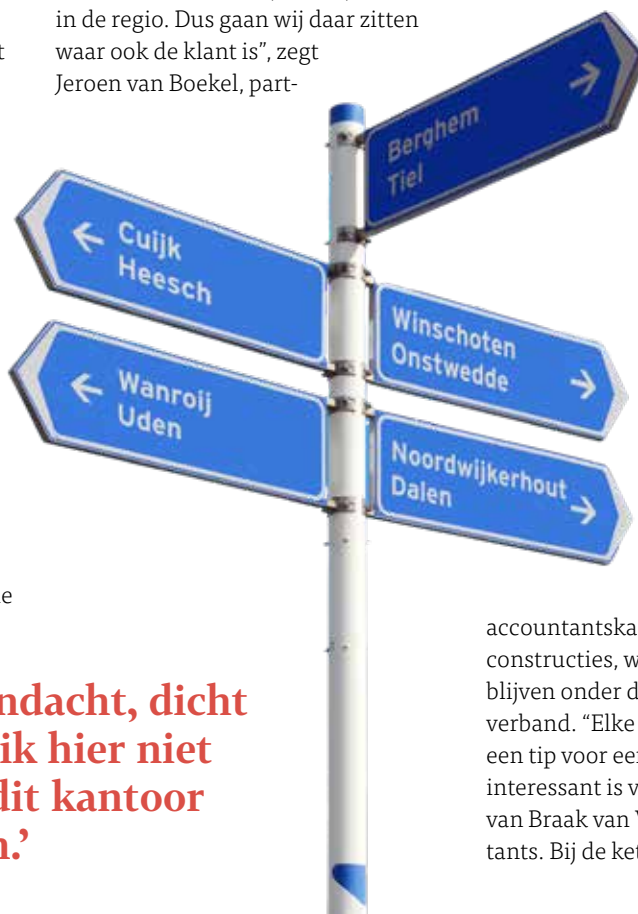 in de regio. Dus gaan wij daar zitten
waar ook de klant is”, zegt
Jeroen van Boekel, part-
Berghem
Tiel
Cuijk
Heesch
Winschoten
Onstwedde
Wanroij
Uden
Noordwijkerhout
Dalen
ndacht, dicht
ik hier niet
dit kantoor
n.’
accountantska
constructies, w
blijven onder d
verband. “Elke
een tip voor ee
interessant is v
van Braak van V
tants. Bij de ket